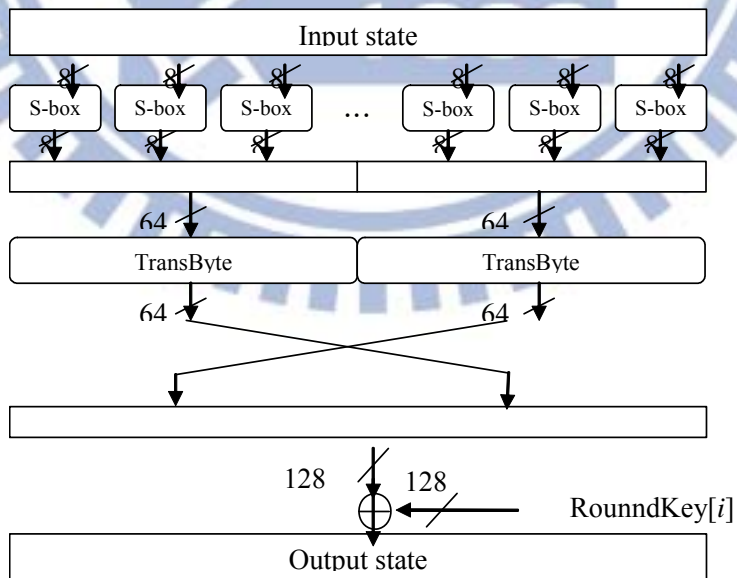 Input state
8 8 8 8 8 8
S-box S-box S-box ... S-box S-box S-box
8 8 8 8 8 8
64 64
TransByte TransByte
64 64
128 128
RounndKey[i]
Output state